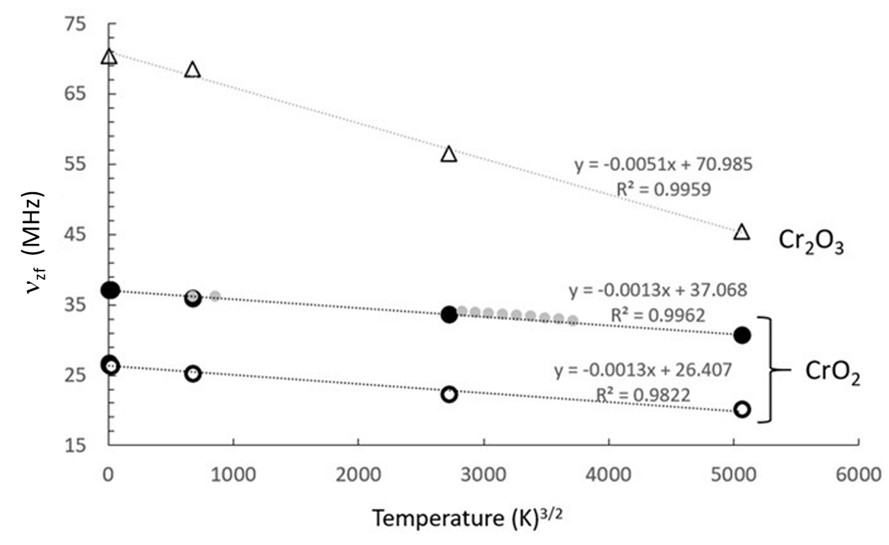 75
65
55
45
35
25
15
ν_zf (MHz)
y = -0.0051x + 70.985
R² = 0.9959
Cr₂O₃
y = -0.0013x + 37.068
R² = 0.9962
y = -0.0013x + 26.407
R² = 0.9822
CrO₂
0 1000 2000 3000 4000 5000 6000
Temperature (K)³/²